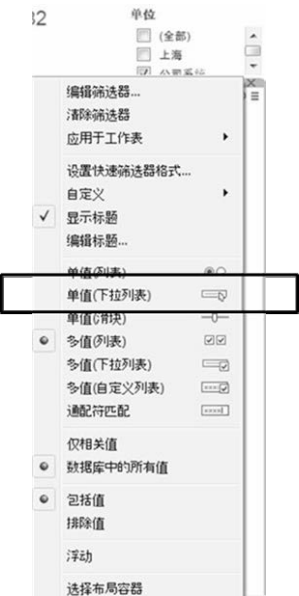 32
单位
(全部)
上海
公司系统
编辑筛选器...
清除筛选器
应用于工作表
设置快速筛选器格式...
自定义
显示标题
编辑标题...
单值(列表)
单值(下拉列表)
单值(滑块)
多值(列表)
多值(下拉列表)
多值(自定义列表)
通配符匹配
仅相关值
数据库中的所有值
包括值
排除值
浮动
选择布局容器